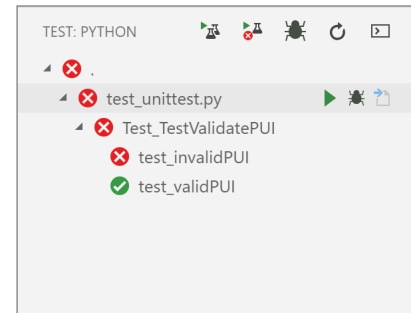 TEST: PYTHON
.
test_unittest.py
Test_TestValidatePUI
test_invalidPUI
test_validPUI